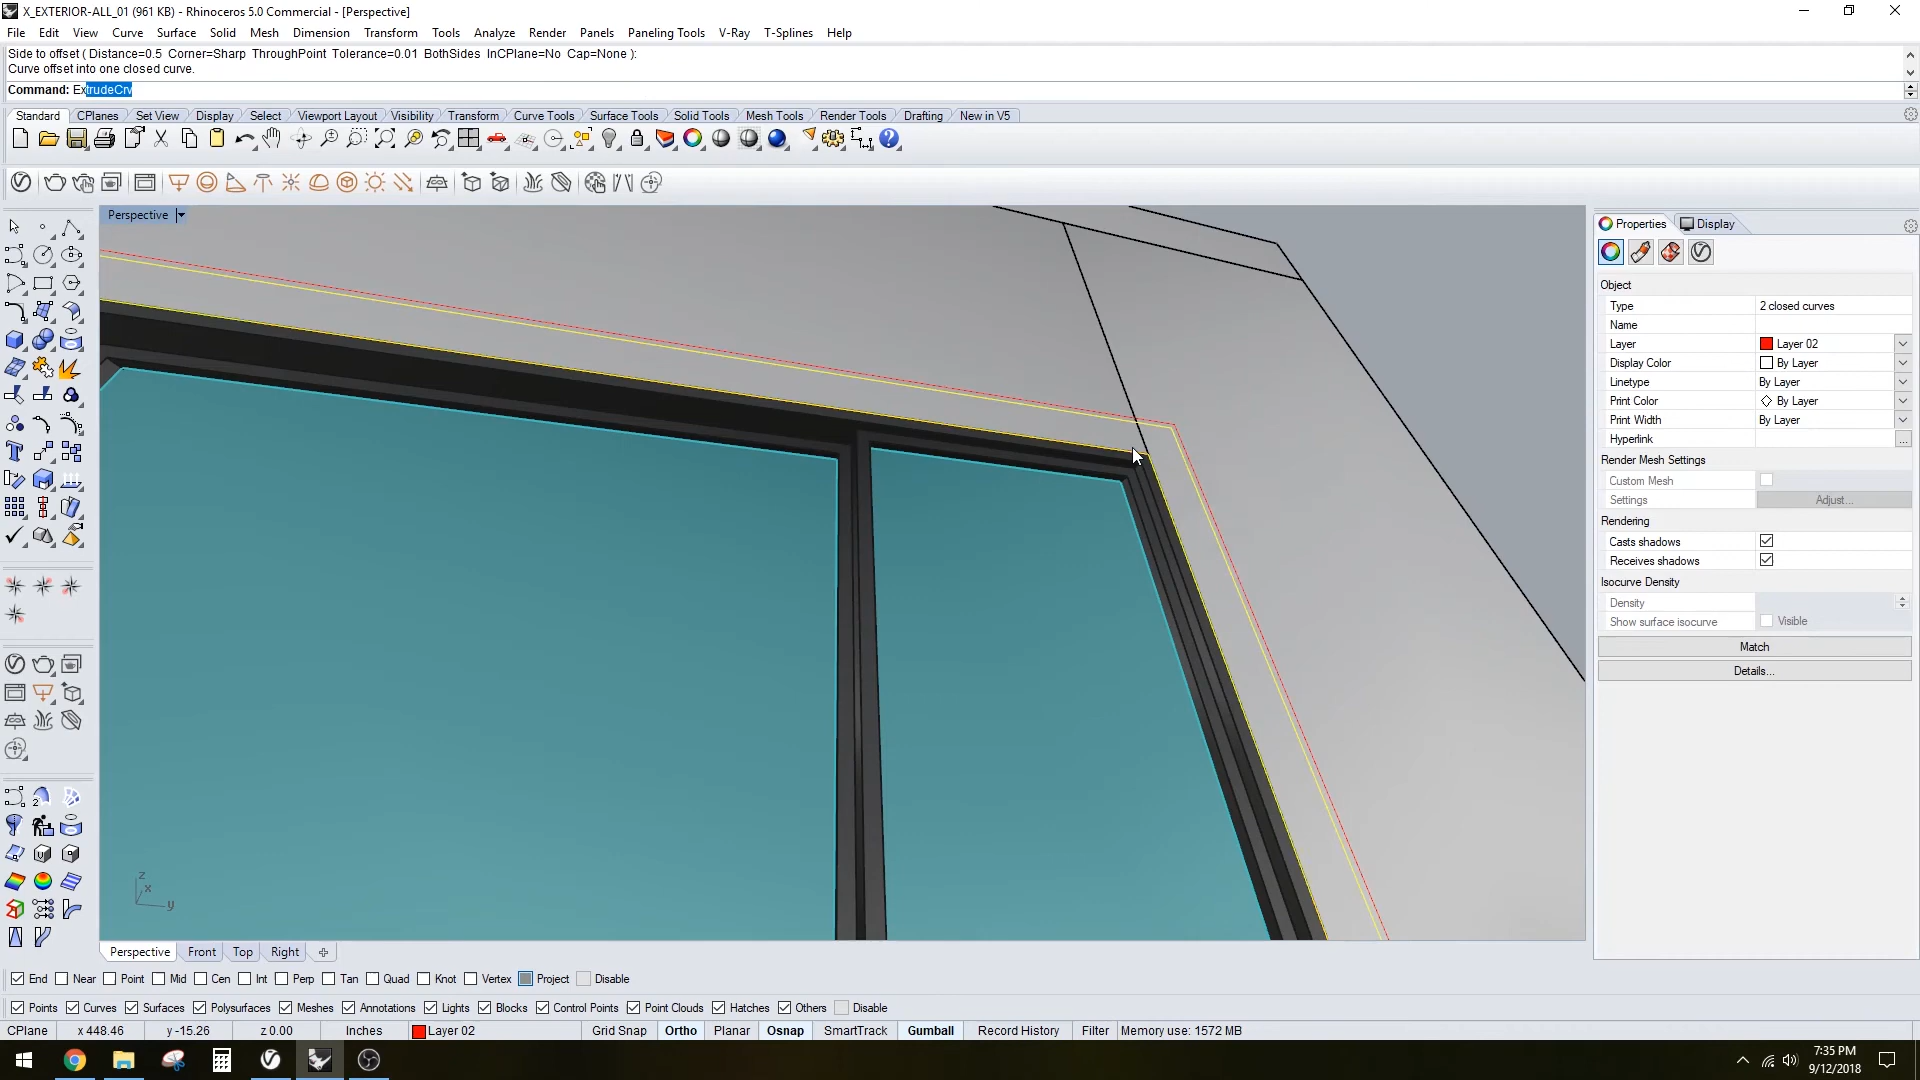 X_EXTERIOR-ALL_01 (961 KB) - Rhinoceros 5.0 Commercial - [Perspective]
File Edit View Curve Surface Solid Mesh Dimension Transform Tools Analyze Render Panels Paneling Tools V-Ray T-Splines Help
Side to offset ( Distance=0.5 Corner=Sharp ThroughPoint Tolerance=0.01 BothSides InCPlane=No Cap=None ):
Curve offset into one closed curve.
Command: ExtrudeCrv
Standard CPlanes Set View Display Select Viewport Layout Visibility Transform Curve Tools Surface Tools Solid Tools Mesh Tools Render Tools Drafting New in V5
Perspective
Properties Display
Object
Type 2 closed curves
Name
Layer Layer 02
Display Color By Layer
Linetype By Layer
Print Color By Layer
Print Width By Layer
Hyperlink ...
Render Mesh Settings
Custom Mesh
Settings Adjust...
Rendering
Casts shadows
Receives shadows
Isocurve Density
Density
Show surface isocurve Visible
Match
Details...
z
x
y
Perspective Front Top Right
End Near Point Mid Cen Int Perp Tan Quad Knot Vertex Project Disable
Points Curves Surfaces Polysurfaces Meshes Annotations Lights Blocks Control Points Point Clouds Hatches Others Disable
CPlane x 448.46 y -15.26 z 0.00 Inches Layer 02 Grid Snap Ortho Planar Osnap SmartTrack Gumball Record History Filter Memory use: 1572 MB
7:35 PM
9/12/2018